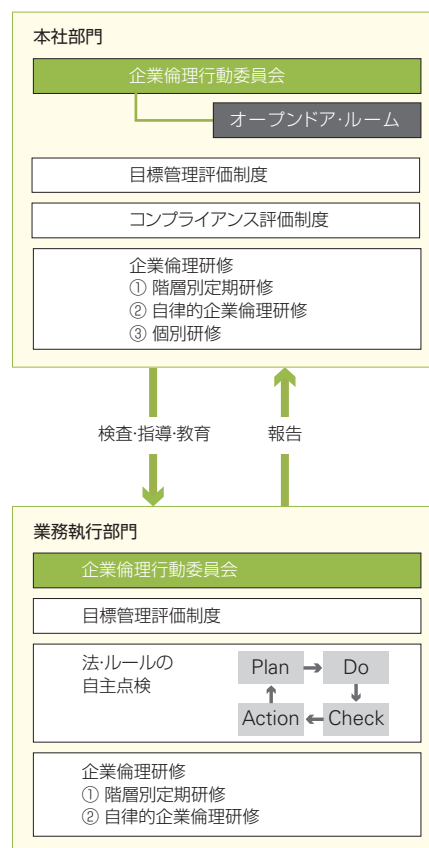 本社部門
企業倫理行動委員会
オープンドア・ルーム
目標管理評価制度
コンプライアンス評価制度
企業倫理研修
① 階層別定期研修
② 自律的企業倫理研修
③ 個別研修
検査・指導・教育
報告
業務執行部門
企業倫理行動委員会
目標管理評価制度
法・ルールの
自主点検
Plan
Do
Action
Check
企業倫理研修
① 階層別定期研修
② 自律的企業倫理研修